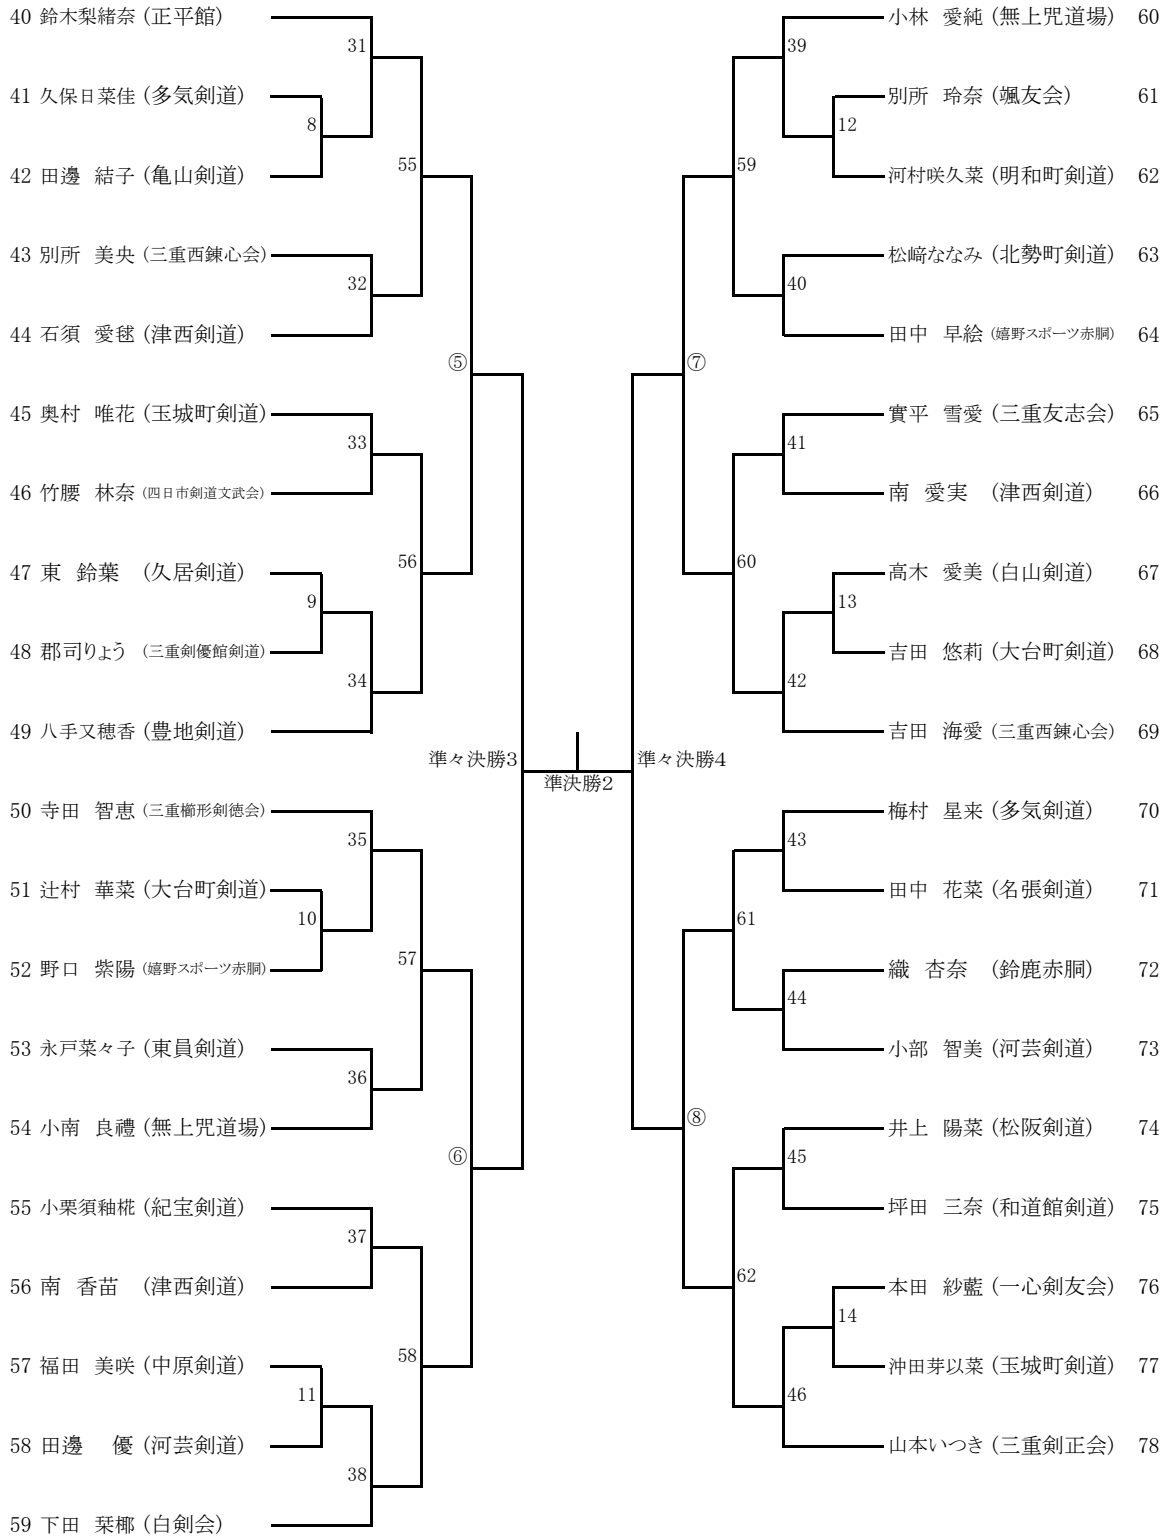 40 鈴木梨緒奈 (正平館)
31
41 久保日菜佳 (多気剣道)
8
42 田邊 結子 (亀山剣道)
55
43 別所 美央 (三重西錬心会)
32
44 石須 愛毬 (津西剣道)
⑤
45 奥村 唯花 (玉城町剣道)
33
46 竹腰 林奈 (四日市剣道文武会)
56
47 東 鈴葉 (久居剣道)
9
48 郡司りょう (三重剣優館剣道)
34
49 八手又穂香 (豊地剣道)
準々決勝3
50 寺田 智恵 (三重櫛形剣徳会)
35
51 辻村 華菜 (大台町剣道)
10
52 野口 紫陽 (嬉野スポーツ赤胴)
57
53 永戸菜々子 (東員剣道)
36
54 小南 良禮 (無上咒道場)
⑥
55 小栗須釉椛 (紀宝剣道)
37
56 南 香苗 (津西剣道)
58
57 福田 美咲 (中原剣道)
11
58 田邊 優 (河芸剣道)
38
59 下田 栞椰 (白剣会)
準決勝2
小林 愛純 (無上咒道場) 60
39
別所 玲奈 (颯友会) 61
12
河村咲久菜 (明和町剣道) 62
59
松﨑ななみ (北勢町剣道) 63
40
田中 早絵 (嬉野スポーツ赤胴) 64
⑦
實平 雪愛 (三重友志会) 65
41
南 愛実 (津西剣道) 66
60
高木 愛美 (白山剣道) 67
13
吉田 悠莉 (大台町剣道) 68
42
吉田 海愛 (三重西錬心会) 69
準々決勝4
梅村 星来 (多気剣道) 70
43
田中 花菜 (名張剣道) 71
61
織 杏奈 (鈴鹿赤胴) 72
44
小部 智美 (河芸剣道) 73
⑧
井上 陽菜 (松阪剣道) 74
45
坪田 三奈 (和道館剣道) 75
62
本田 紗藍 (一心剣友会) 76
14
沖田芽以菜 (玉城町剣道) 77
46
山本いつき (三重剣正会) 78